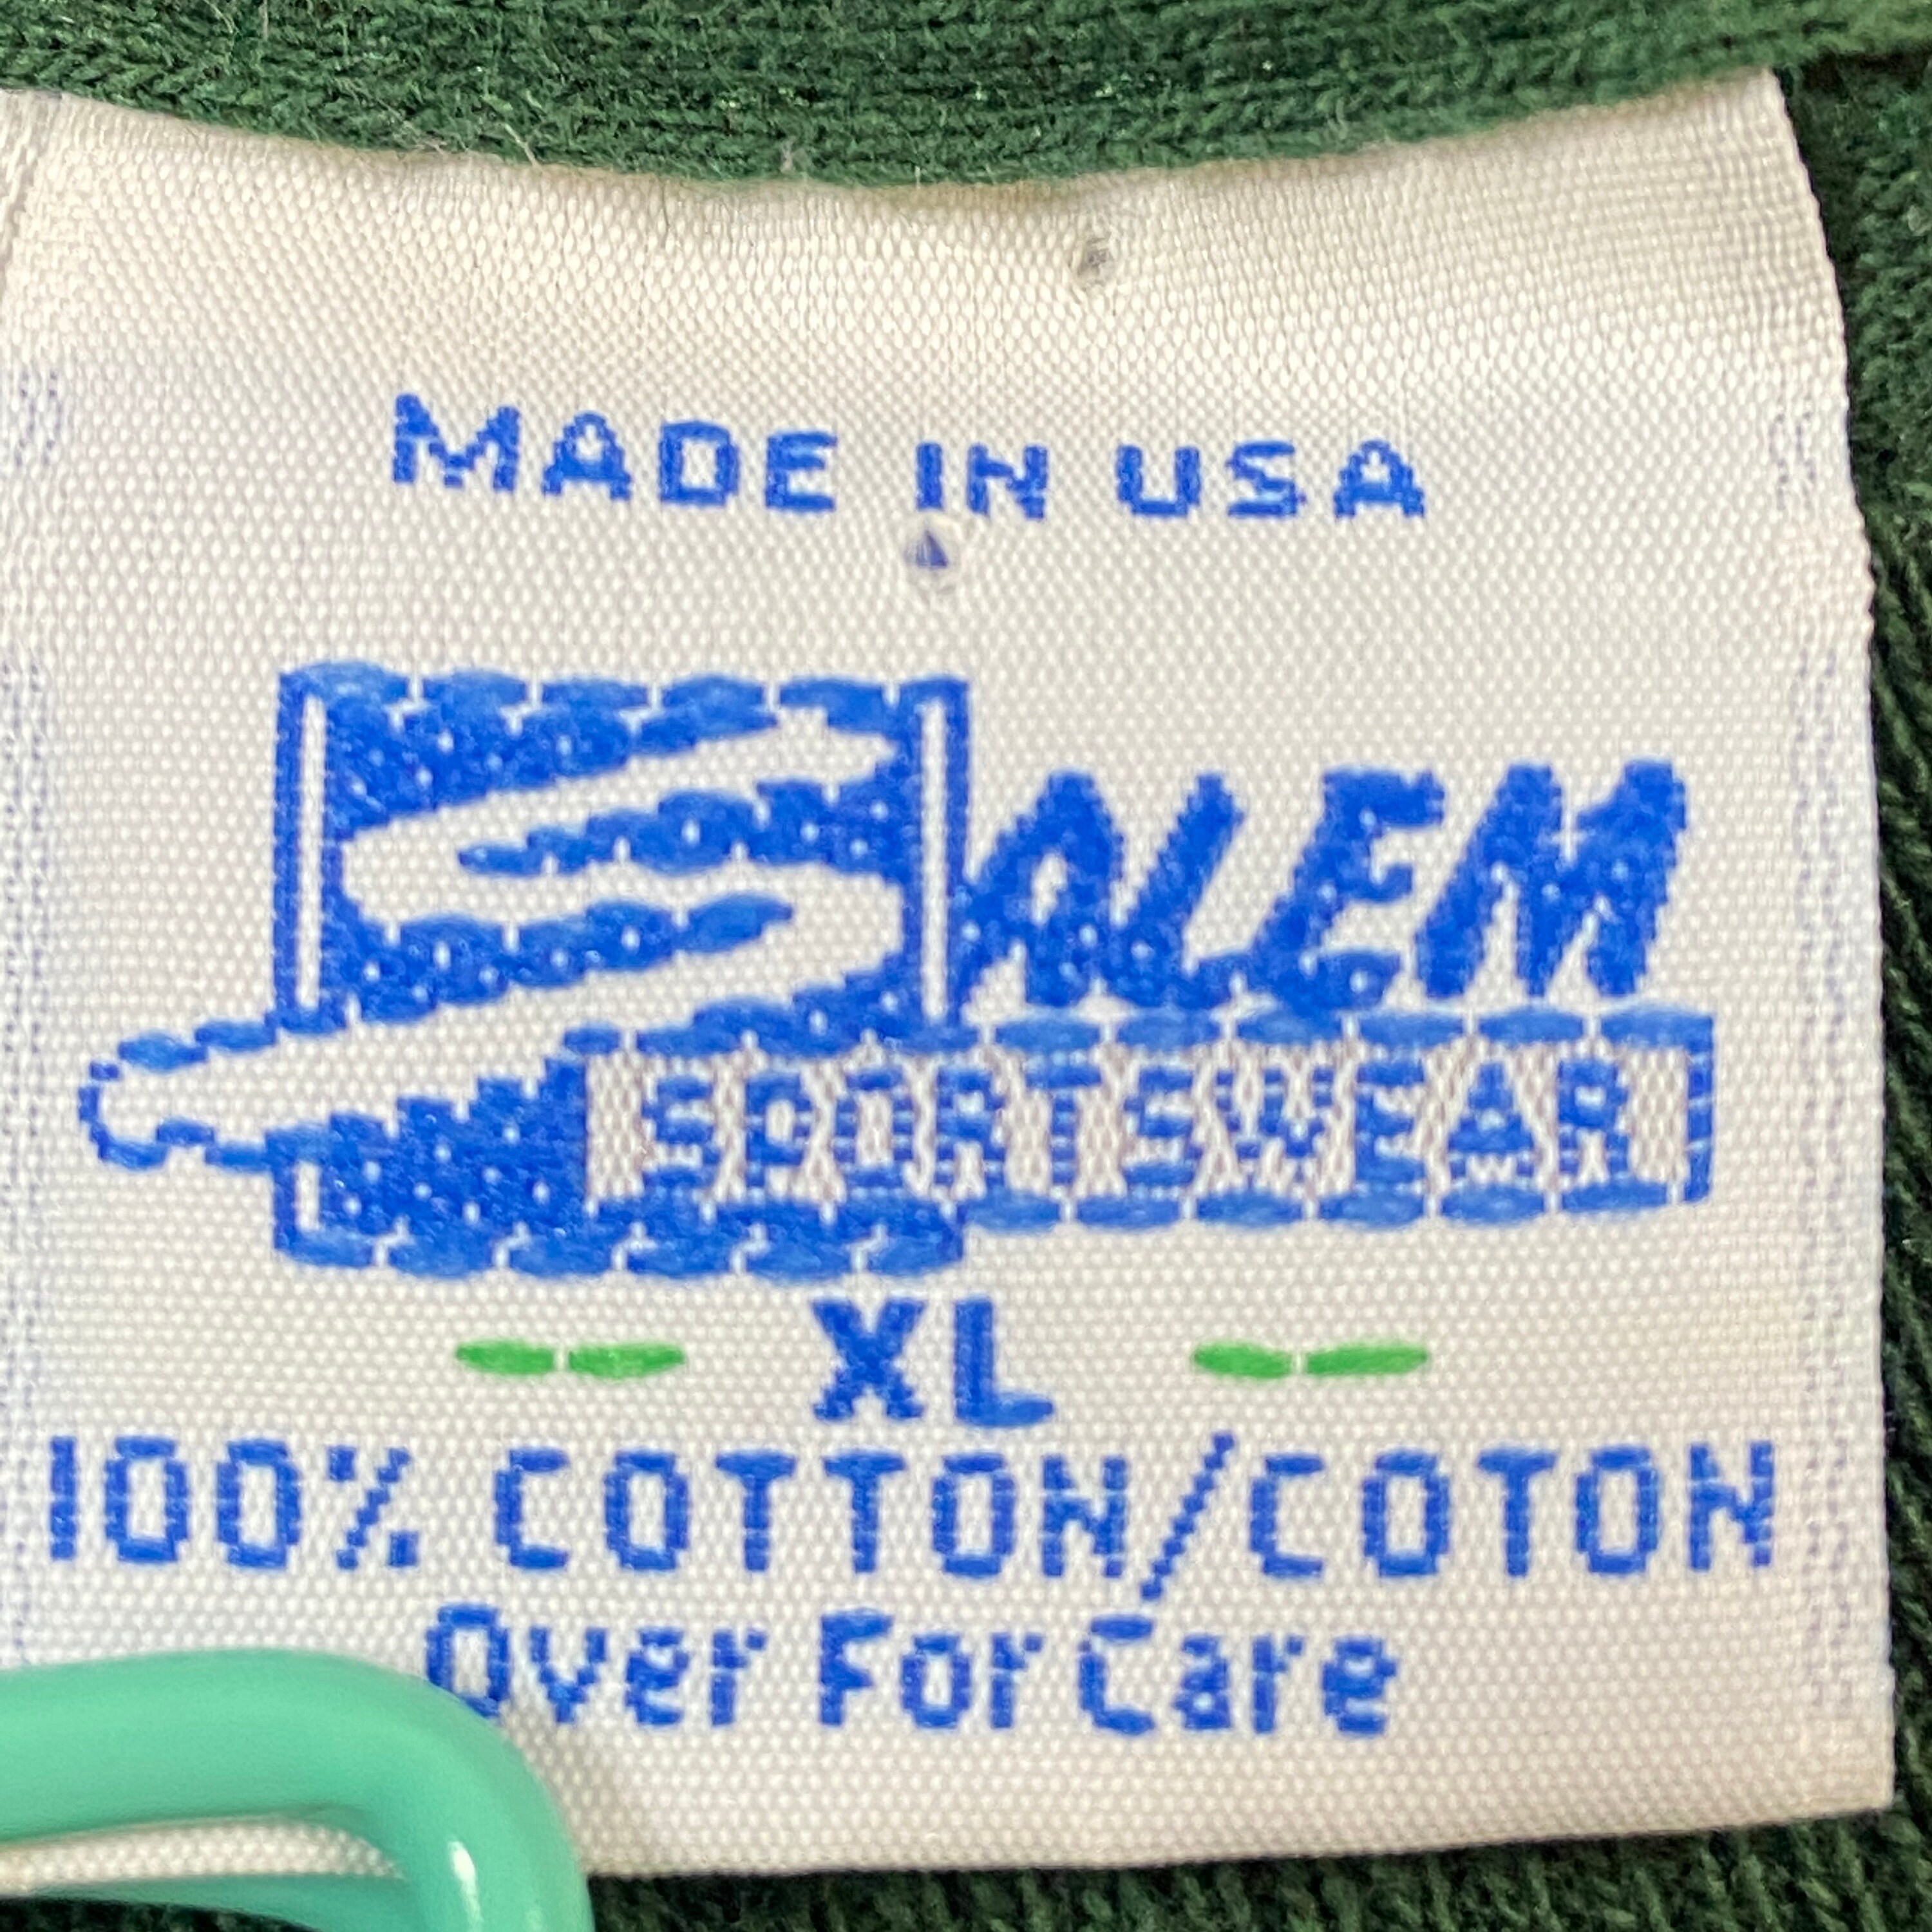 MADE IN USA
SALEM
SPORTSWEAR
XL
100% COTTON/COTON
Over For Care